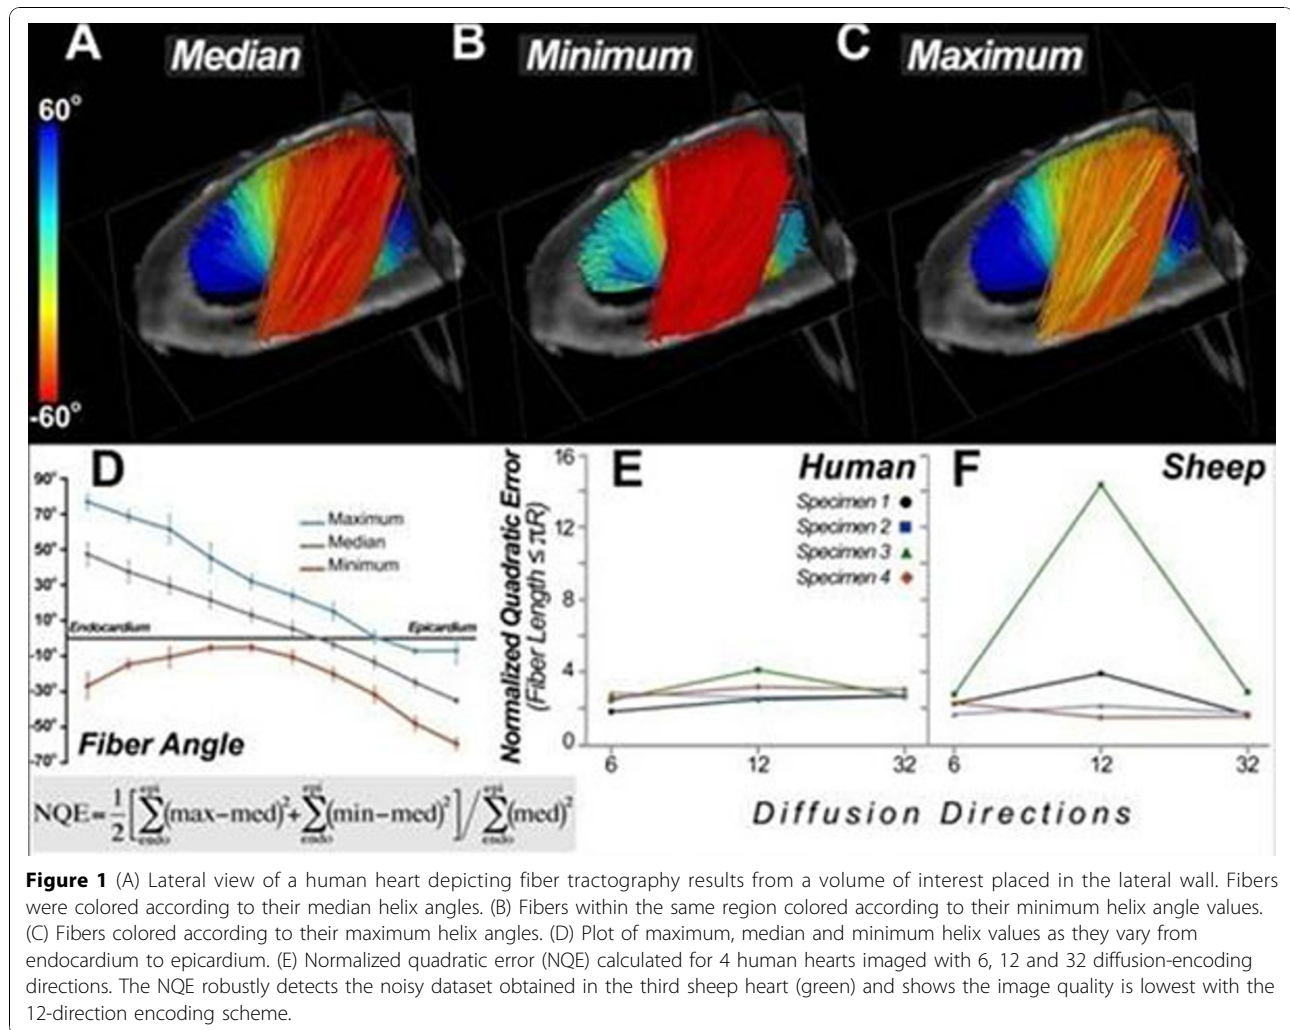 A Median B Minimum C Maximum
60°
-60°
D
90°
70°
50°
30°
10°
-10°
-30°
-50°
-70°
Maximum
Median
Minimum
Endocardium Epicardium
Fiber Angle
NQE=1/2[∑(max−med)²+∑(min−med)²]/∑(med)²
epi epi epi
endo endo endo
Normalized Quadratic Error
(Fiber Length ≤ πR)
16
12
8
4
0
E Human
Specimen 1
Specimen 2
Specimen 3
Specimen 4
6 12 32
F Sheep
6 12 32
Diffusion Directions
Figure 1 (A) Lateral view of a human heart depicting fiber tractography results from a volume of interest placed in the lateral wall. Fibers
were colored according to their median helix angles. (B) Fibers within the same region colored according to their minimum helix angle values.
(C) Fibers colored according to their maximum helix angles. (D) Plot of maximum, median and minimum helix values as they vary from
endocardium to epicardium. (E) Normalized quadratic error (NQE) calculated for 4 human hearts imaged with 6, 12 and 32 diffusion-encoding
directions. The NQE robustly detects the noisy dataset obtained in the third sheep heart (green) and shows the image quality is lowest with the
12-direction encoding scheme.